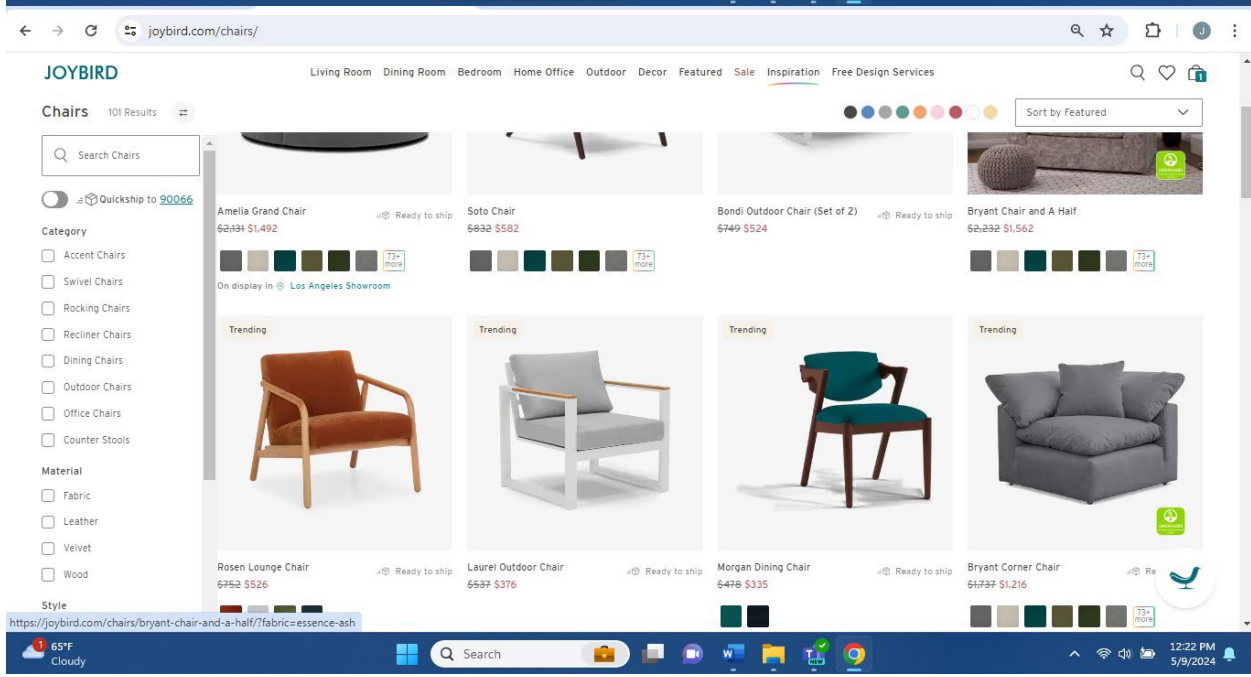 joybird.com/chairs/
J
JOYBIRD
Living Room Dining Room Bedroom Home Office Outdoor Decor Featured Sale Inspiration Free Design Services
1
Chairs 101 Results
Sort by Featured
Search Chairs
Quickship to 90066
Category
Accent Chairs
Swivel Chairs
Rocking Chairs
Recliner Chairs
Dining Chairs
Outdoor Chairs
Office Chairs
Counter Stools
Material
Fabric
Leather
Velvet
Wood
Style
Amelia Grand Chair
Ready to ship
$2,131 $1,492
73+
more
On display in Los Angeles Showroom
Soto Chair
$832 $582
73+
more
Bondi Outdoor Chair (Set of 2)
Ready to ship
$749 $524
Bryant Chair and A Half
$2,232 $1,562
73+
more
Trending
Rosen Lounge Chair
Ready to ship
$752 $526
Trending
Laurel Outdoor Chair
Ready to ship
$537 $376
Trending
Morgan Dining Chair
Ready to ship
$478 $335
Trending
Bryant Corner Chair
Re
$1,737 $1,216
73+
more
https://joybird.com/chairs/bryant-chair-and-a-half/?fabric=essence-ash
1
65°F
Cloudy
Search
W
T
NEW
12:22 PM
5/9/2024